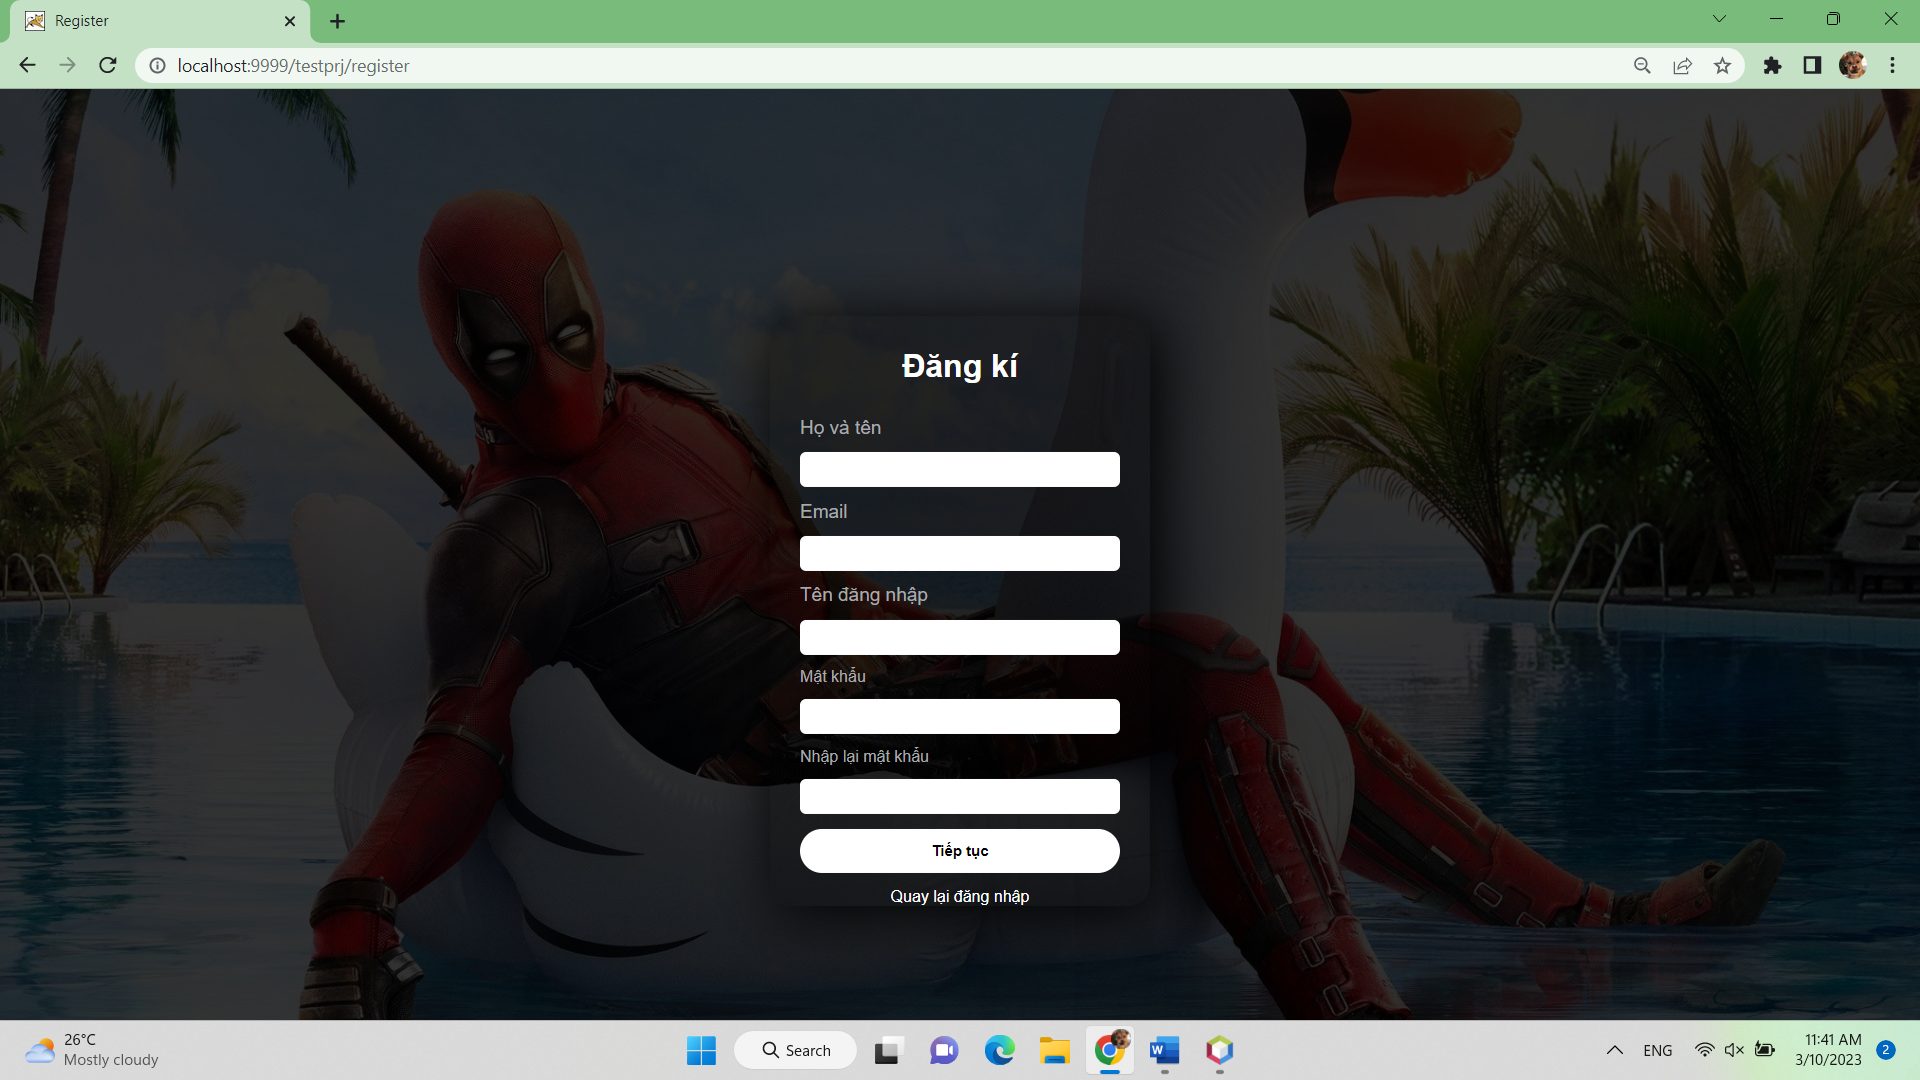 Register
localhost:9999/testprj/register
Đăng kí
Họ và tên
Email
Tên đăng nhập
Mật khẩu
Nhập lại mật khẩu
Tiếp tục
Quay lại đăng nhập
26°C
Mostly cloudy
Search
ENG
11:41 AM
3/10/2023
2